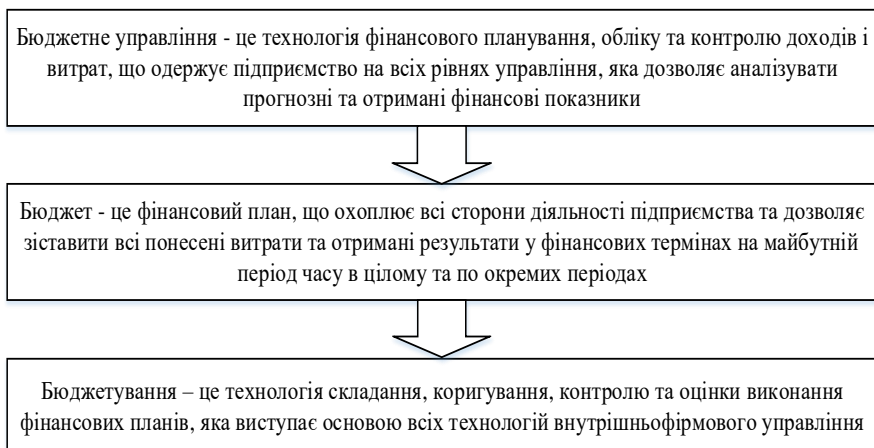 Бюджетне управління - це технологія фінансового планування, обліку та контролю доходів і
витрат, що одержує підприємство на всіх рівнях управління, яка дозволяє аналізувати
прогнозні та отримані фінансові показники
Бюджет - це фінансовий план, що охоплює всі сторони діяльності підприємства та дозволяє
зіставити всі понесені витрати та отримані результати у фінансових термінах на майбутній
період часу в цілому та по окремих періодах
Бюджетування – це технологія складання, коригування, контролю та оцінки виконання
фінансових планів, яка виступає основою всіх технологій внутрішньофірмового управління